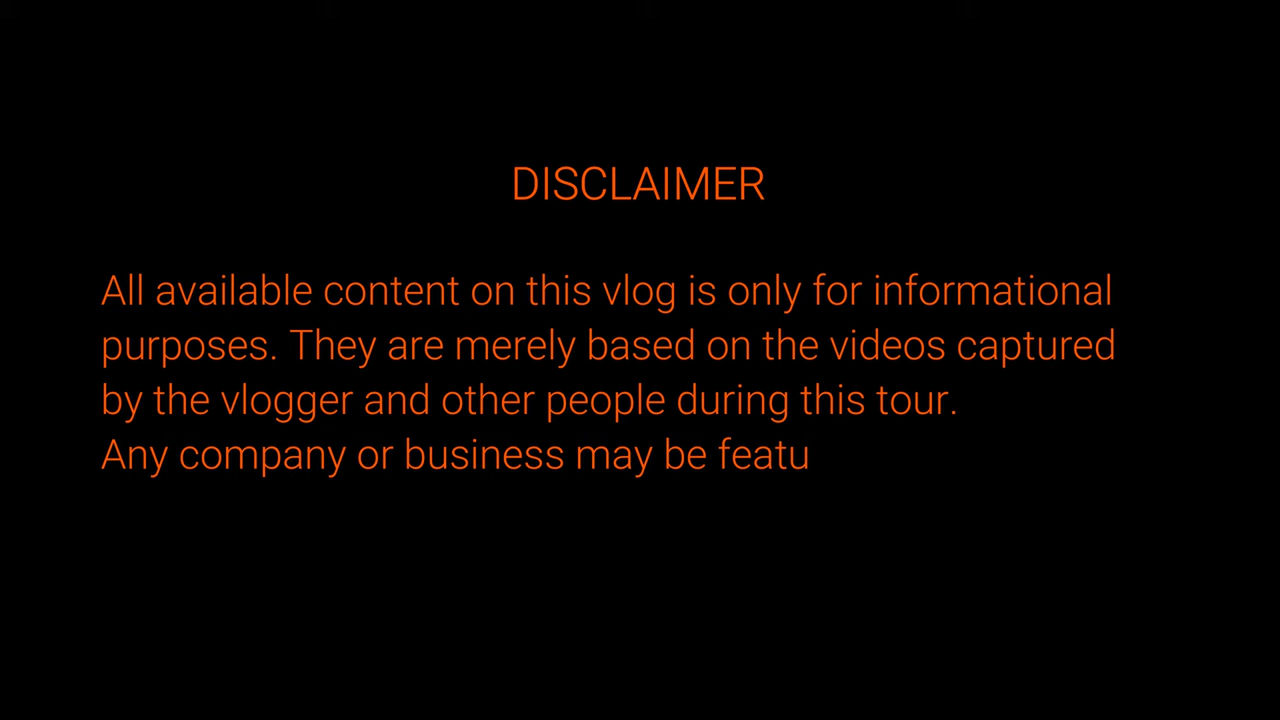 DISCLAIMER
All available content on this vlog is only for informational
purposes. They are merely based on the videos captured
by the vlogger and other people during this tour.
Any company or business may be featu